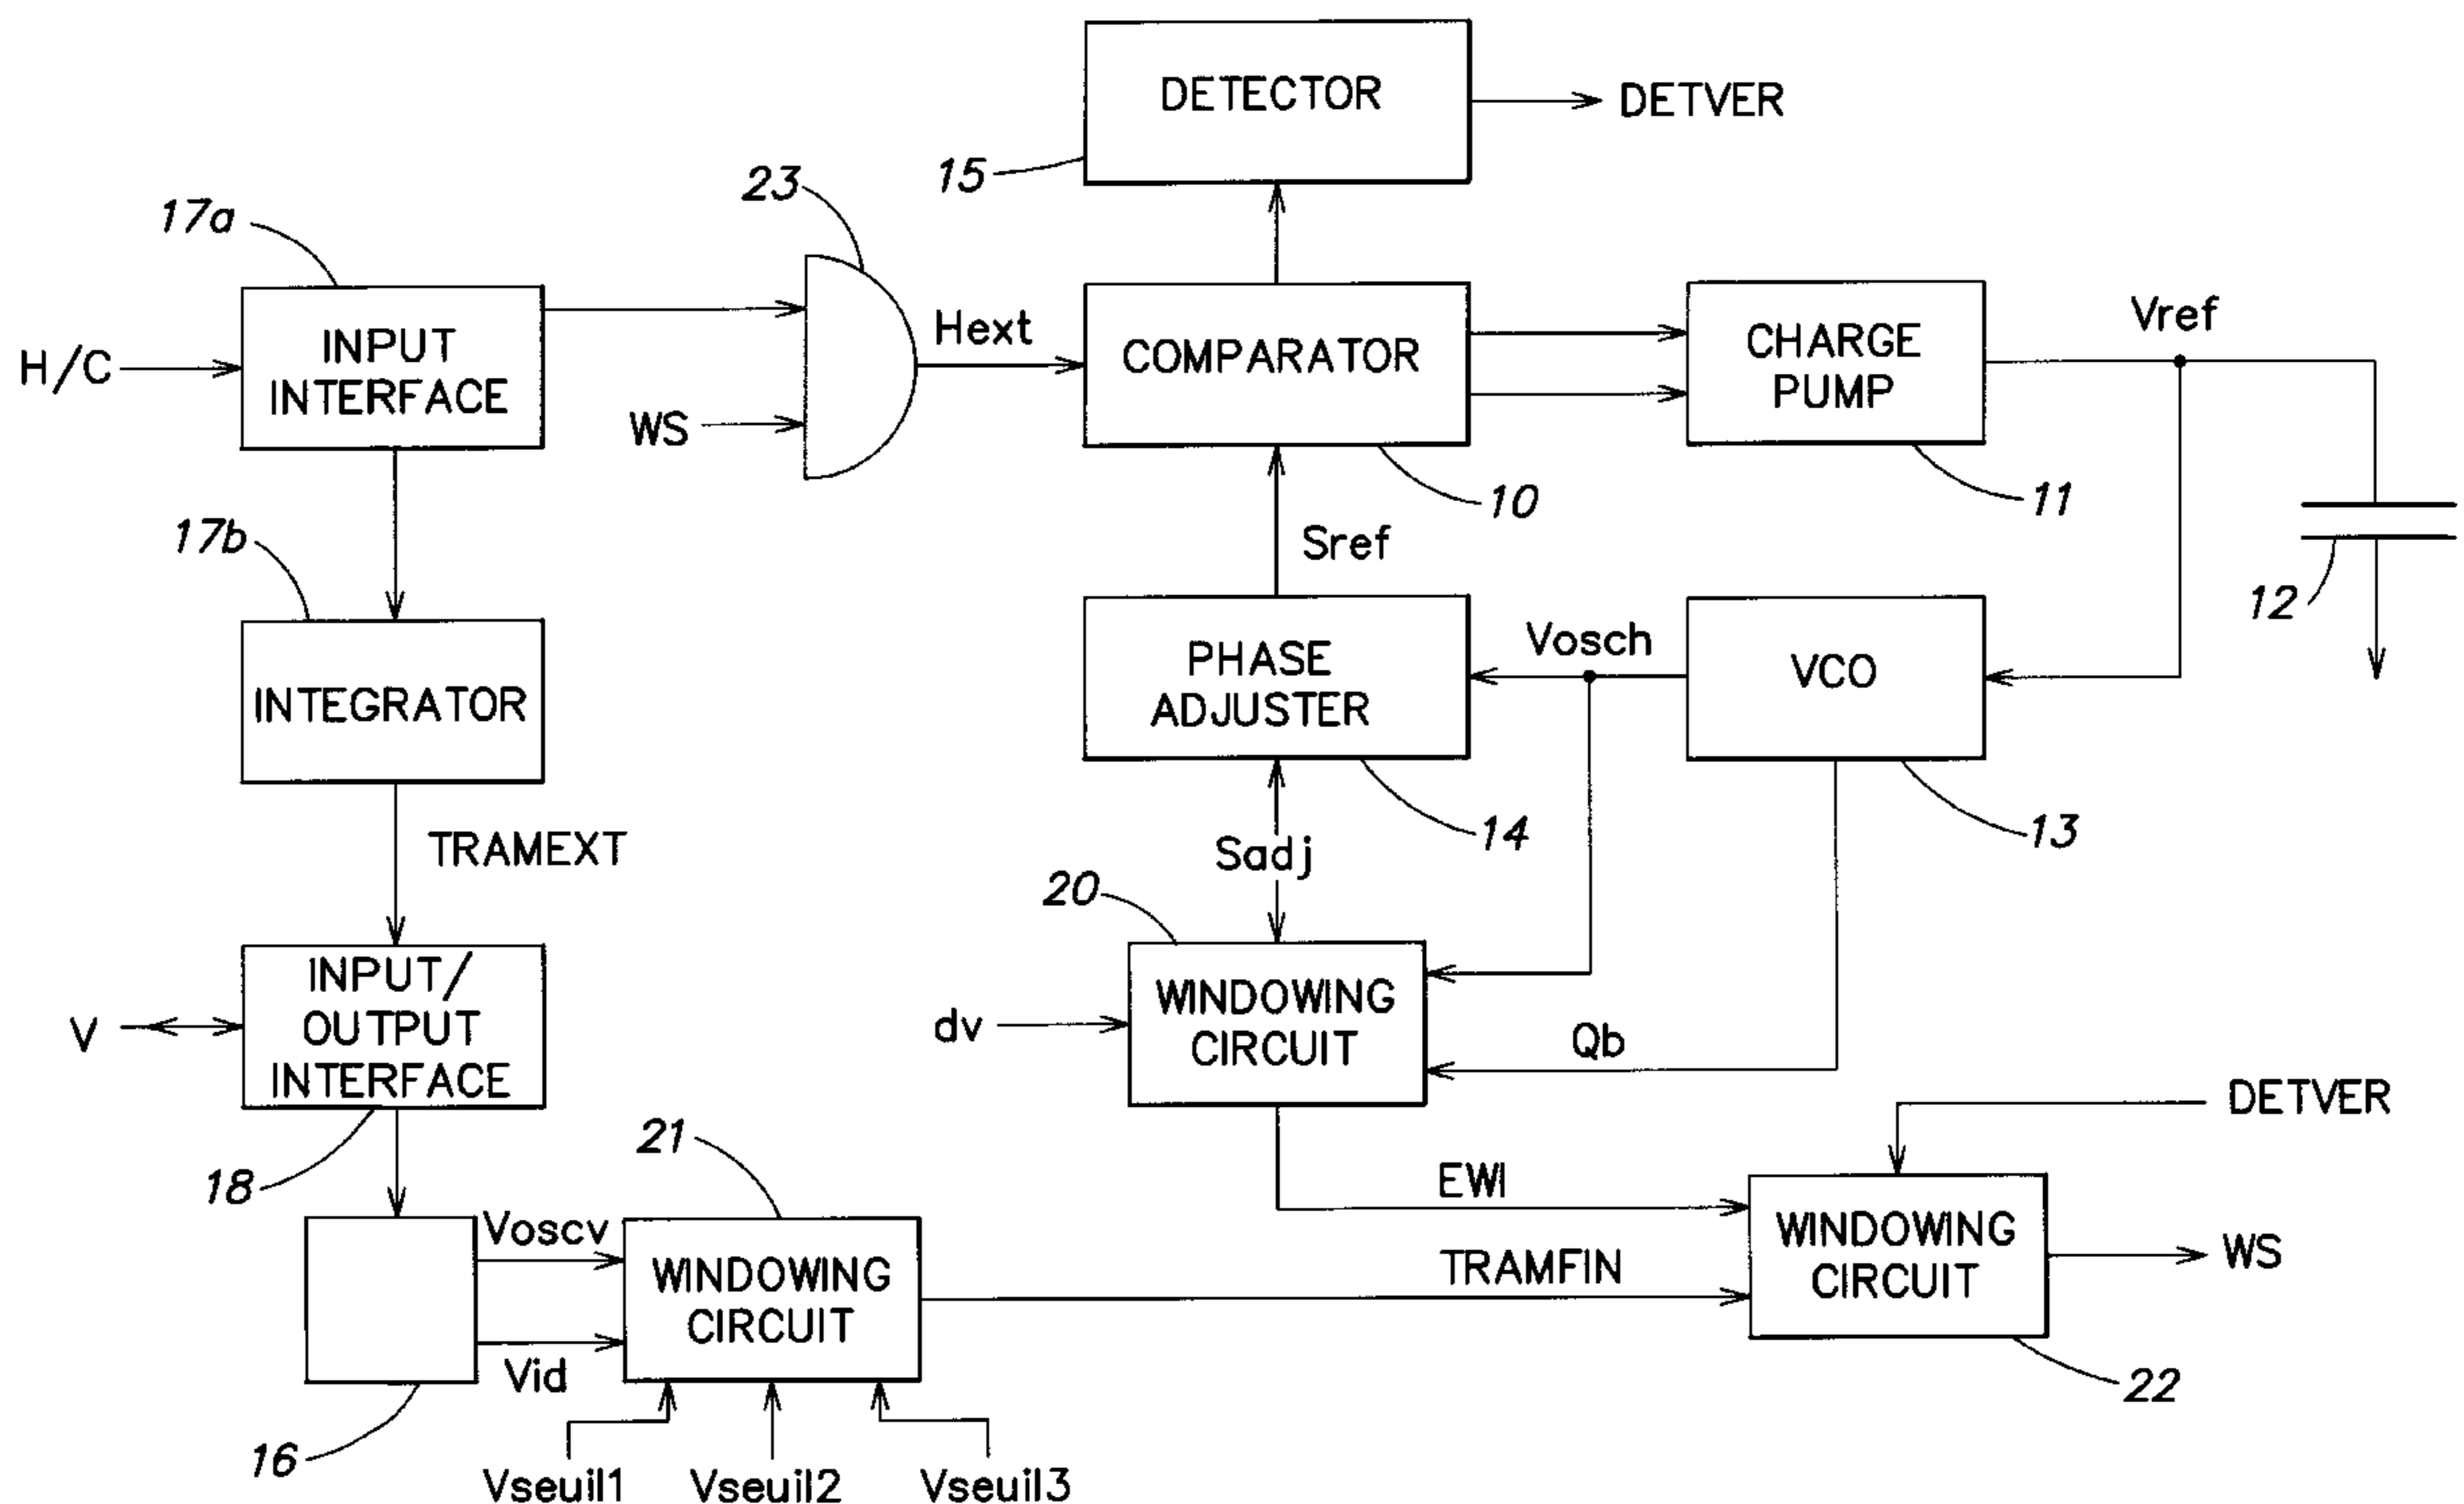 DETECTOR
DETVER
15
23
17a
INPUT
INTERFACE
H/C
WS
Hext
COMPARATOR
CHARGE
PUMP
Vref
10
11
12
17b
INTEGRATOR
Sref
PHASE
ADJUSTER
Vosch
VCO
14
13
TRAMEXT
Sadj
20
INPUT/
OUTPUT
INTERFACE
V
dv
WINDOWING
CIRCUIT
Qb
DETVER
18
21
EWI
Voscv
Vid
WINDOWING
CIRCUIT
TRAMFIN
WINDOWING
CIRCUIT
WS
16
22
Vseuil1
Vseuil2
Vseuil3